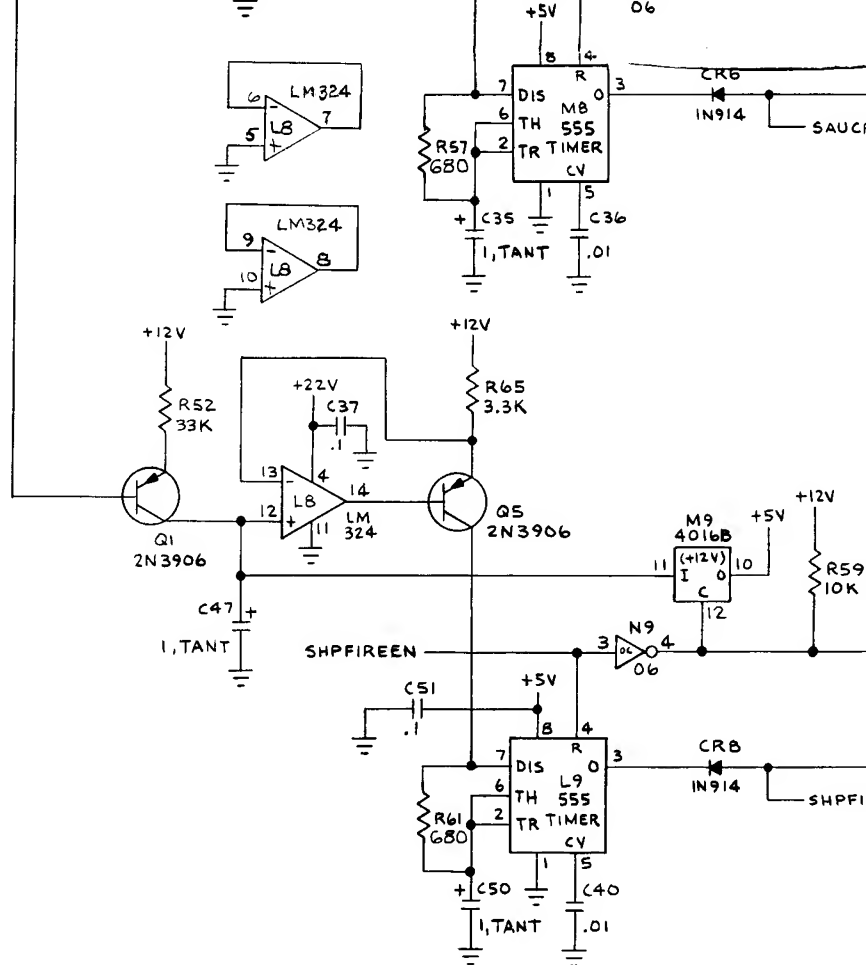 +5V
06
8
4
R
CR6
LM324
6
-
L8
7
5
+
7
DIS
M8
O
3
6
TH
555
2
TR
TIMER
CV
1
5
IN914
SAUCF
R57
680
+
C35
1,TANT
C36
.01
LM324
9
-
L8
8
10
+
+12V
R52
33K
+12V
R65
3.3K
+22V
C37
.1
13
-
4
L8
14
12
+
11
LM
324
Q1
2N3906
Q5
2N3906
M9
4016B
+5V
+12V
(+12V)
11
I
O
10
C
12
R59
10K
C47
+
1,TANT
SHPFIREEN
3
N9
06
4
06
C51
.1
+5V
8
4
R
7
DIS
L9
O
3
6
TH
555
2
TR
TIMER
CV
1
5
CR8
IN914
SHPFI
R61
680
+
C50
1,TANT
C40
.01